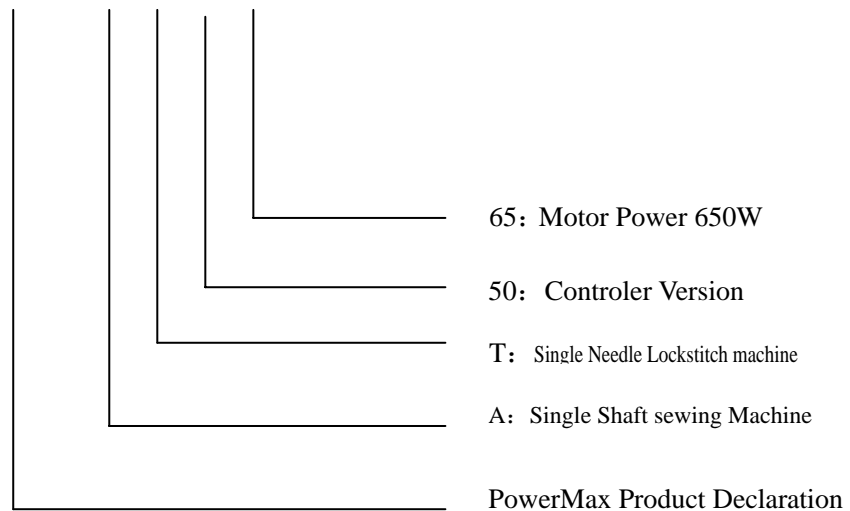 65：Motor Power 650W
50：Controler Version
T：Single Needle Lockstitch machine
A：Single Shaft sewing Machine
PowerMax Product Declaration